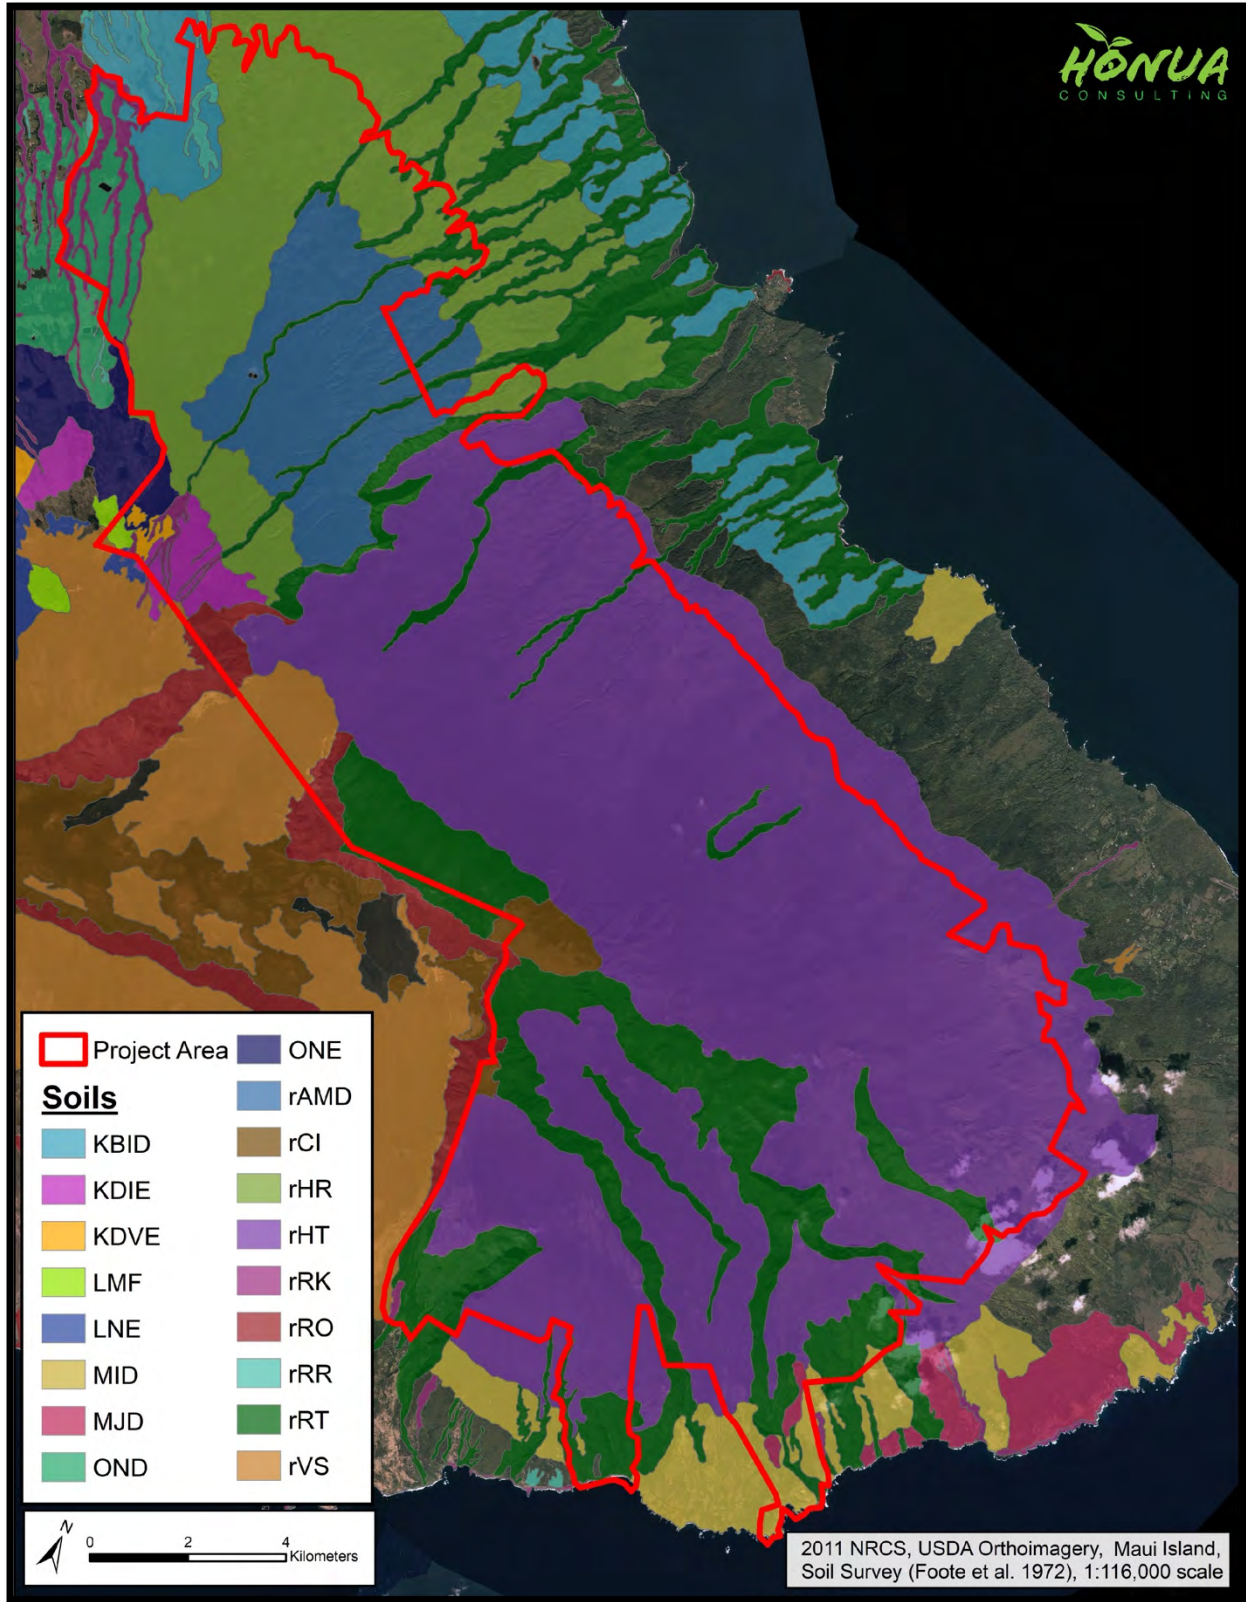 HONUA
CONSULTING
Project Area
Soils
KBID
KDIE
KDVE
LMF
LNE
MID
MJD
OND
ONE
rAMD
rCI
rHR
rHT
rRK
rRO
rRR
rRT
rVS
N
0 2 4
Kilometers
2011 NRCS, USDA Orthoimagery, Maui Island,
Soil Survey (Foote et al. 1972), 1:116,000 scale